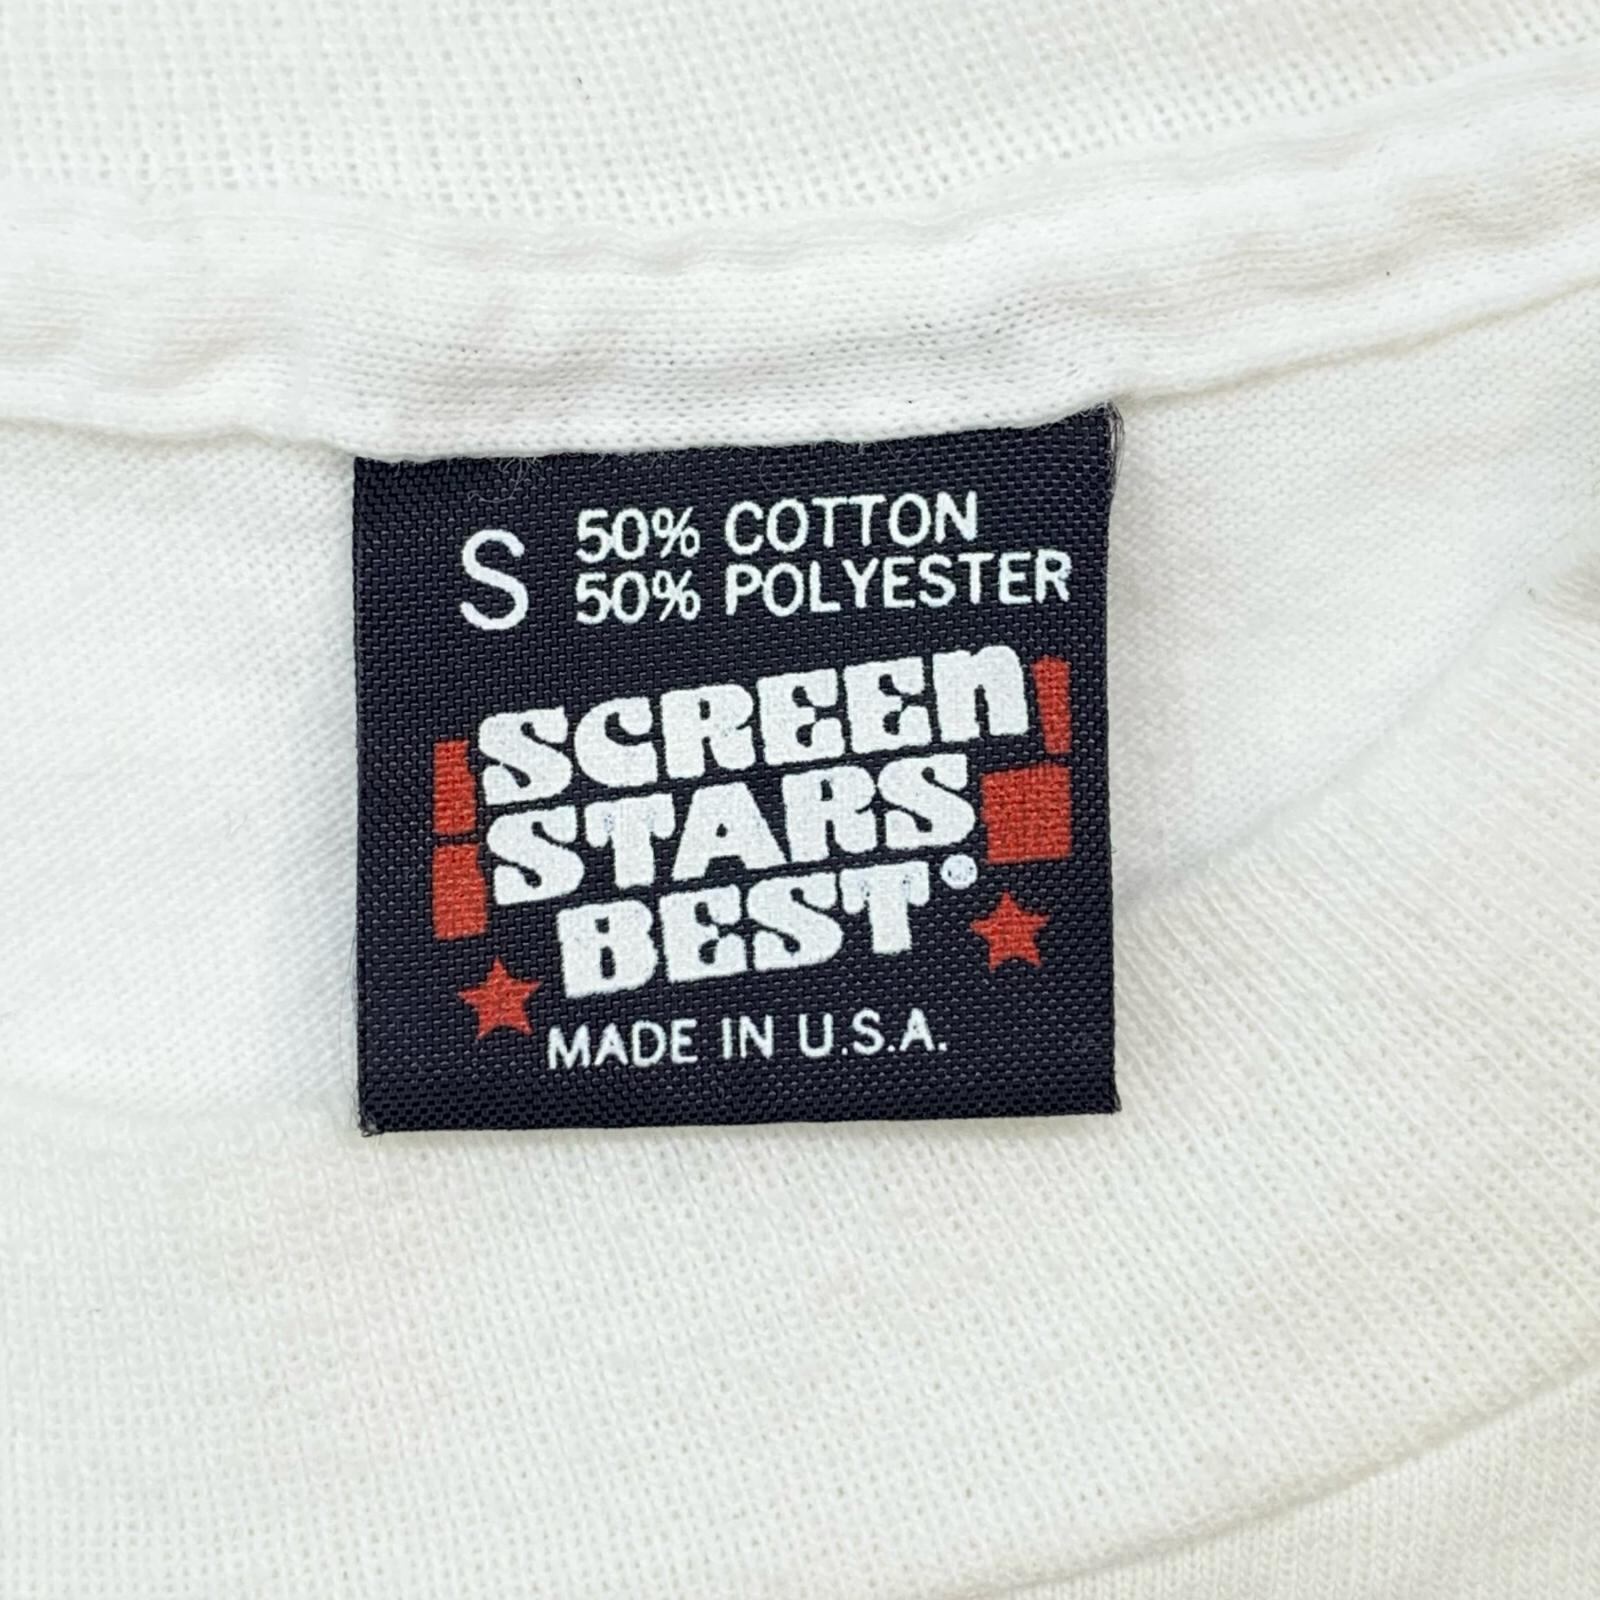 S 50% COTTON
50% POLYESTER
SCREEN
STARS
BEST®
MADE IN U.S.A.